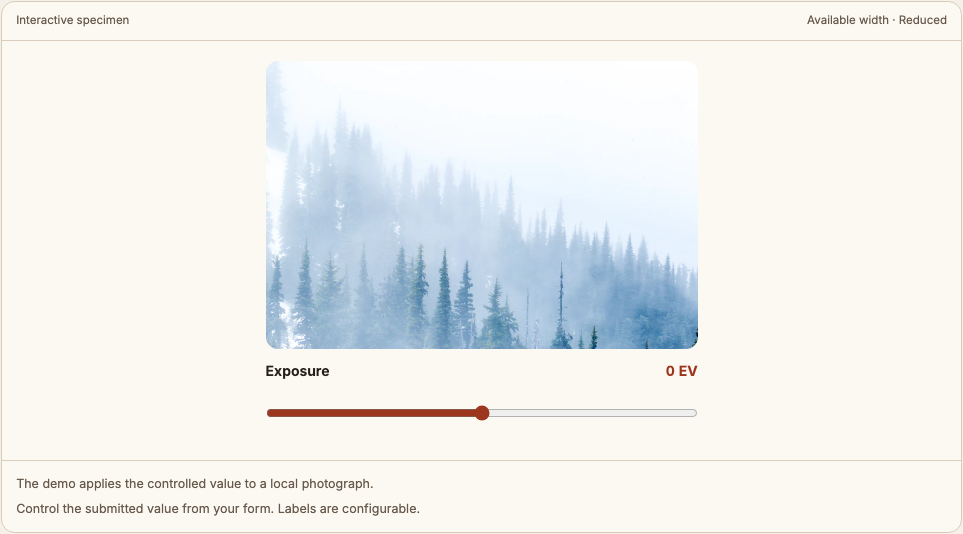 Interactive specimen
Available width · Reduced
Exposure
0 EV
The demo applies the controlled value to a local photograph.
Control the submitted value from your form. Labels are configurable.